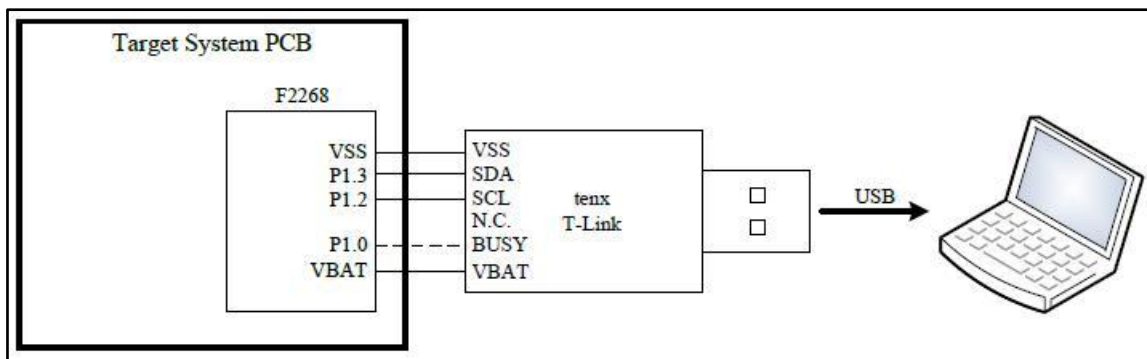 Target System PCB
F2268
VSS
P1.3
P1.2
P1.0
VBAT
VSS
SDA
SCL
N.C.
BUSY
VBAT
tenx
T-Link
USB